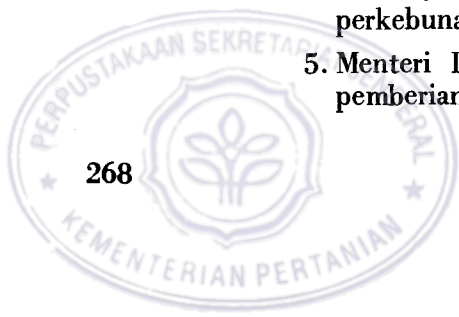 perkebuna
5. Menteri I
pemberian
268
PERPUSTAKAAN SEKRETARIAT JENDERAL
★ KEMENTERIAN PERTANIAN ★